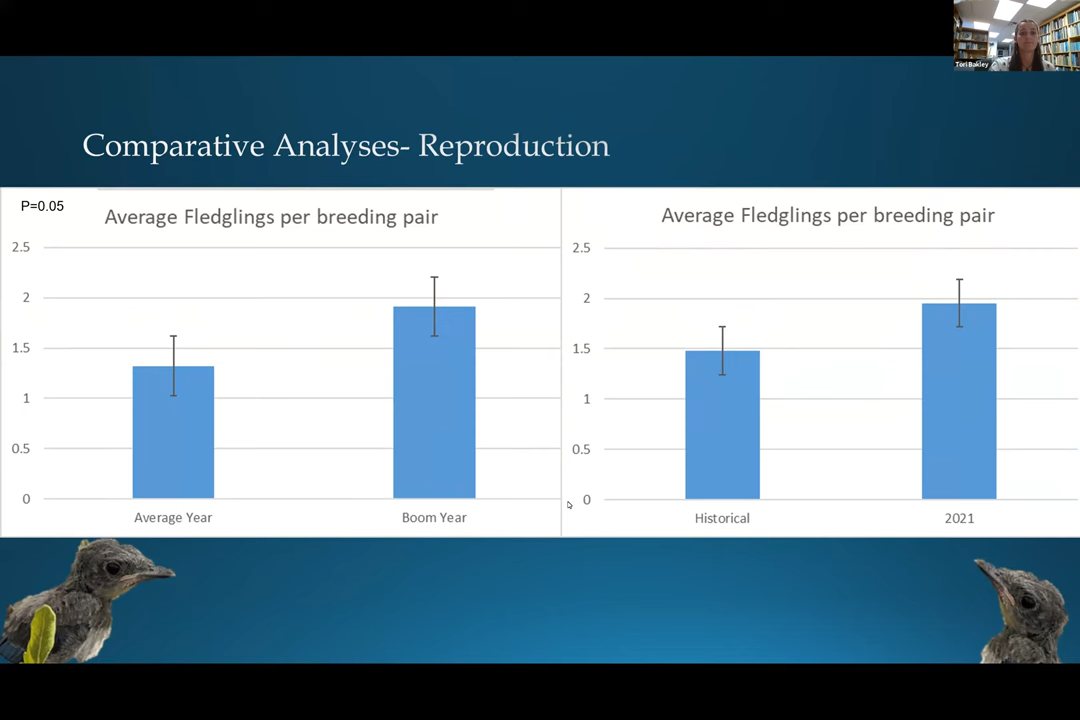 Tori Bakley
Comparative Analyses- Reproduction
P=0.05
Average Fledglings per breeding pair
2.5
2
1.5
1
0.5
0
Average Year
Boom Year
Average Fledglings per breeding pair
2.5
2
1.5
1
0.5
0
Historical
2021